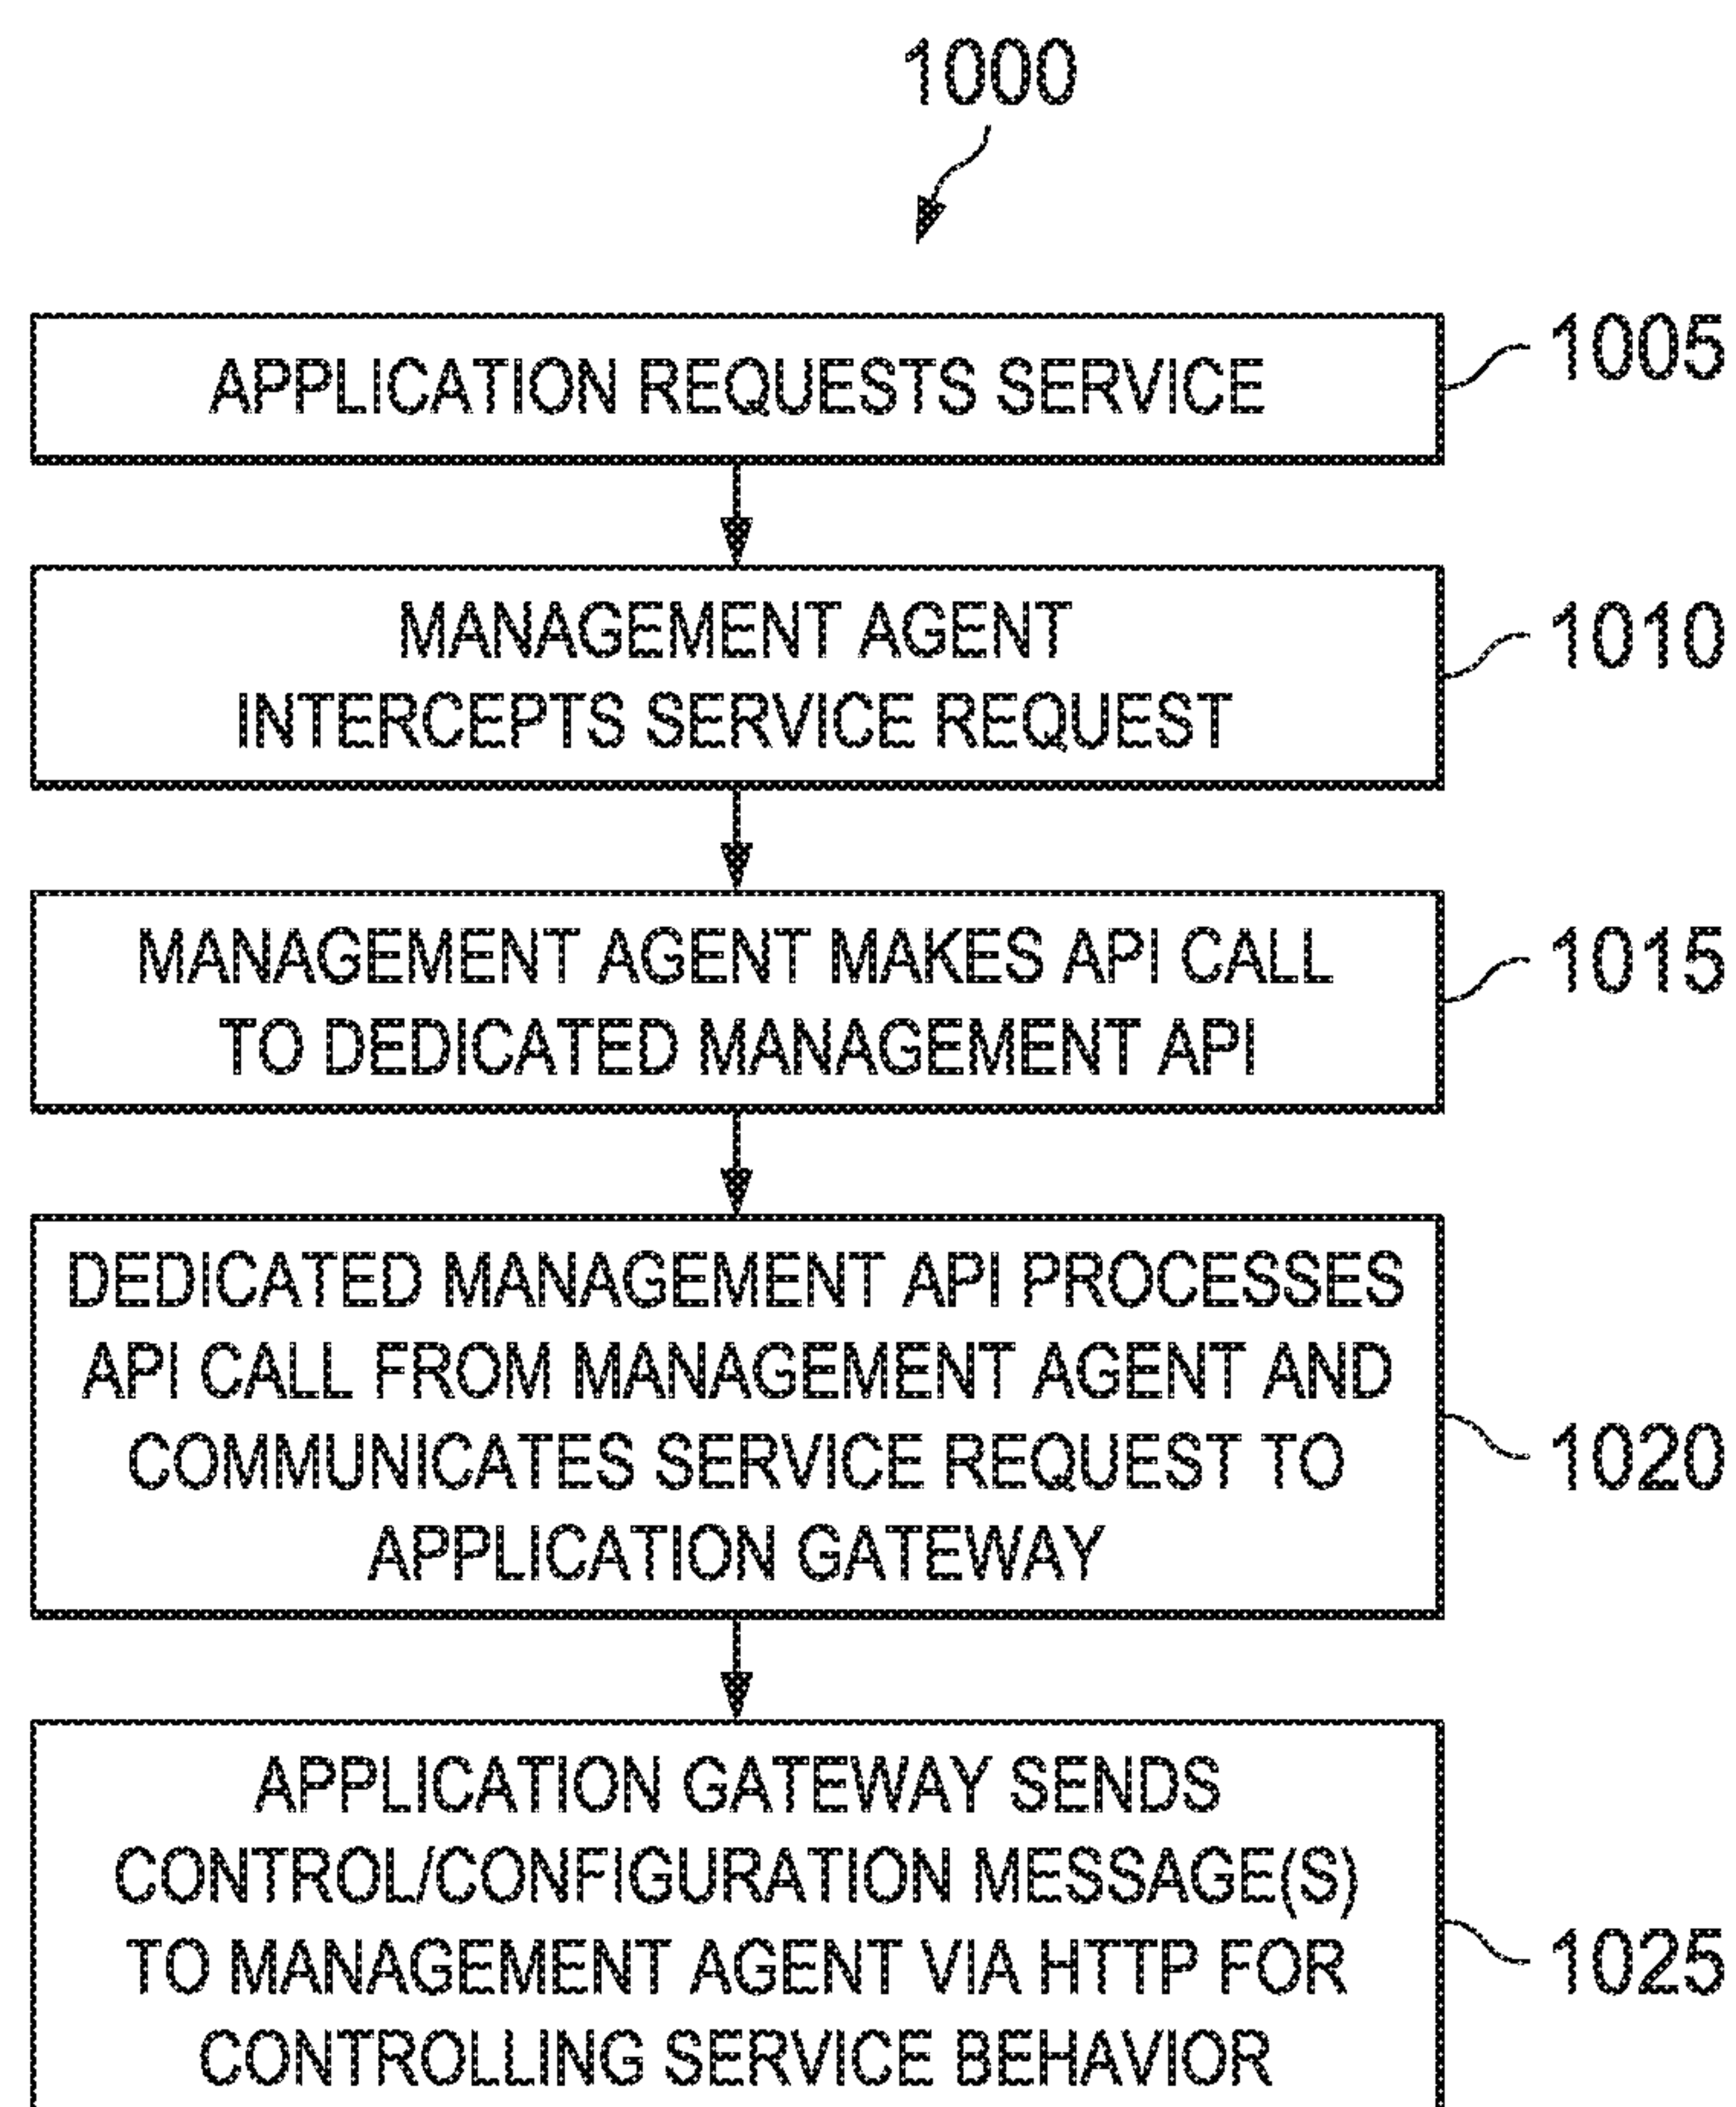 1000
APPLICATION REQUESTS SERVICE
1005
MANAGEMENT AGENT
INTERCEPTS SERVICE REQUEST
1010
MANAGEMENT AGENT MAKES API CALL
TO DEDICATED MANAGEMENT API
1015
DEDICATED MANAGEMENT API PROCESSES
API CALL FROM MANAGEMENT AGENT AND
COMMUNICATES SERVICE REQUEST TO
APPLICATION GATEWAY
1020
APPLICATION GATEWAY SENDS
CONTROL/CONFIGURATION MESSAGE(S)
TO MANAGEMENT AGENT VIA HTTP FOR
CONTROLLING SERVICE BEHAVIOR
1025